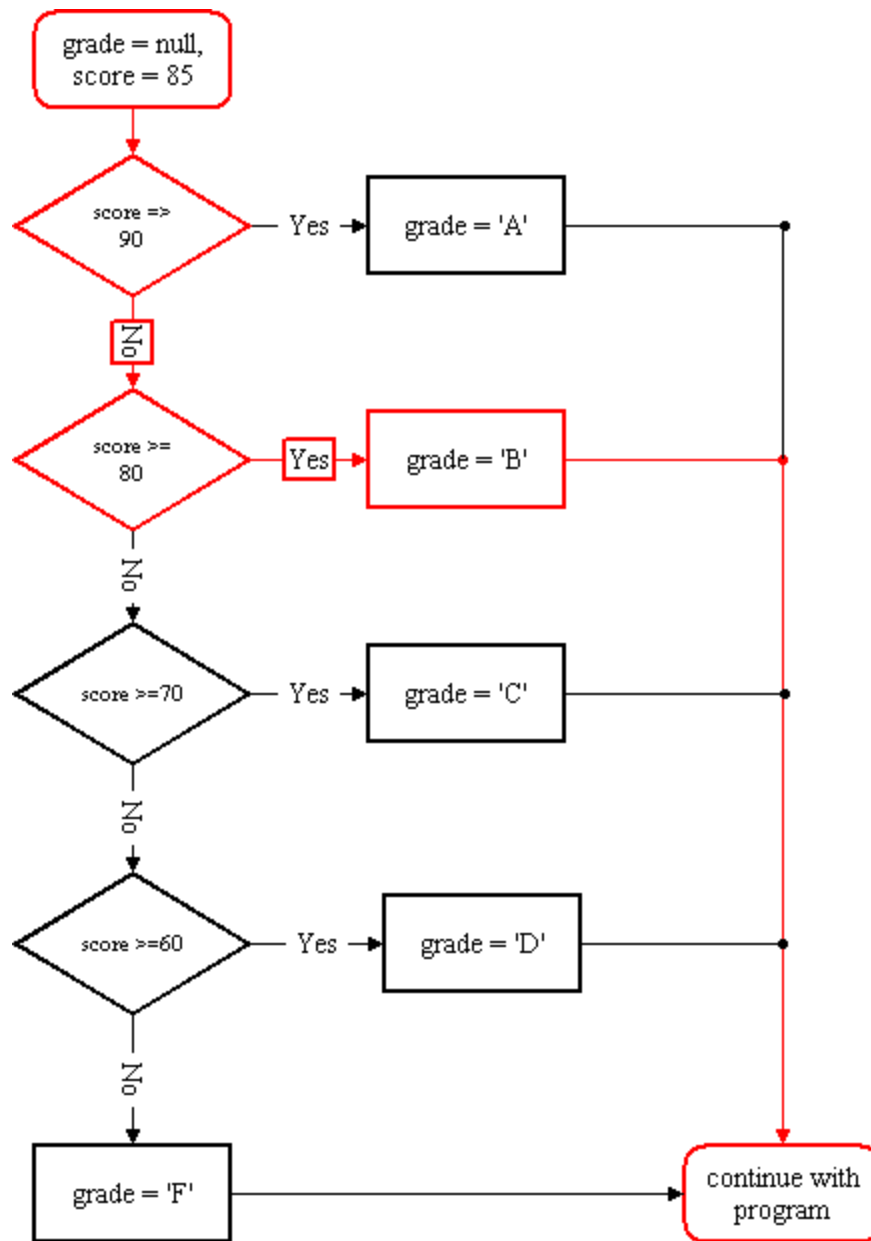 grade = null,
score = 85
score =>
90
Yes
grade = 'A'
No
score >=
80
Yes
grade = 'B'
No
score >=70
Yes
grade = 'C'
No
score >=60
Yes
grade = 'D'
No
grade = 'F'
continue with
program